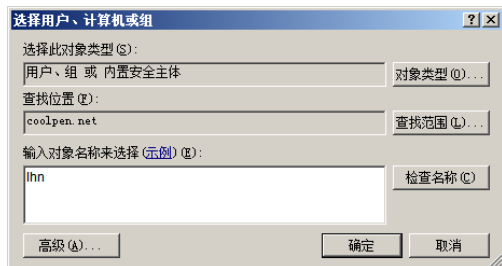 选择用户、计算机或组
选择此对象类型(S):
用户、组 或 内置安全主体
对象类型(O)...
查找位置(F):
coolpen.net
查找范围(L)...
输入对象名称来选择(示例)(E):
lhn
检查名称(C)
高级(A)...
确定
取消